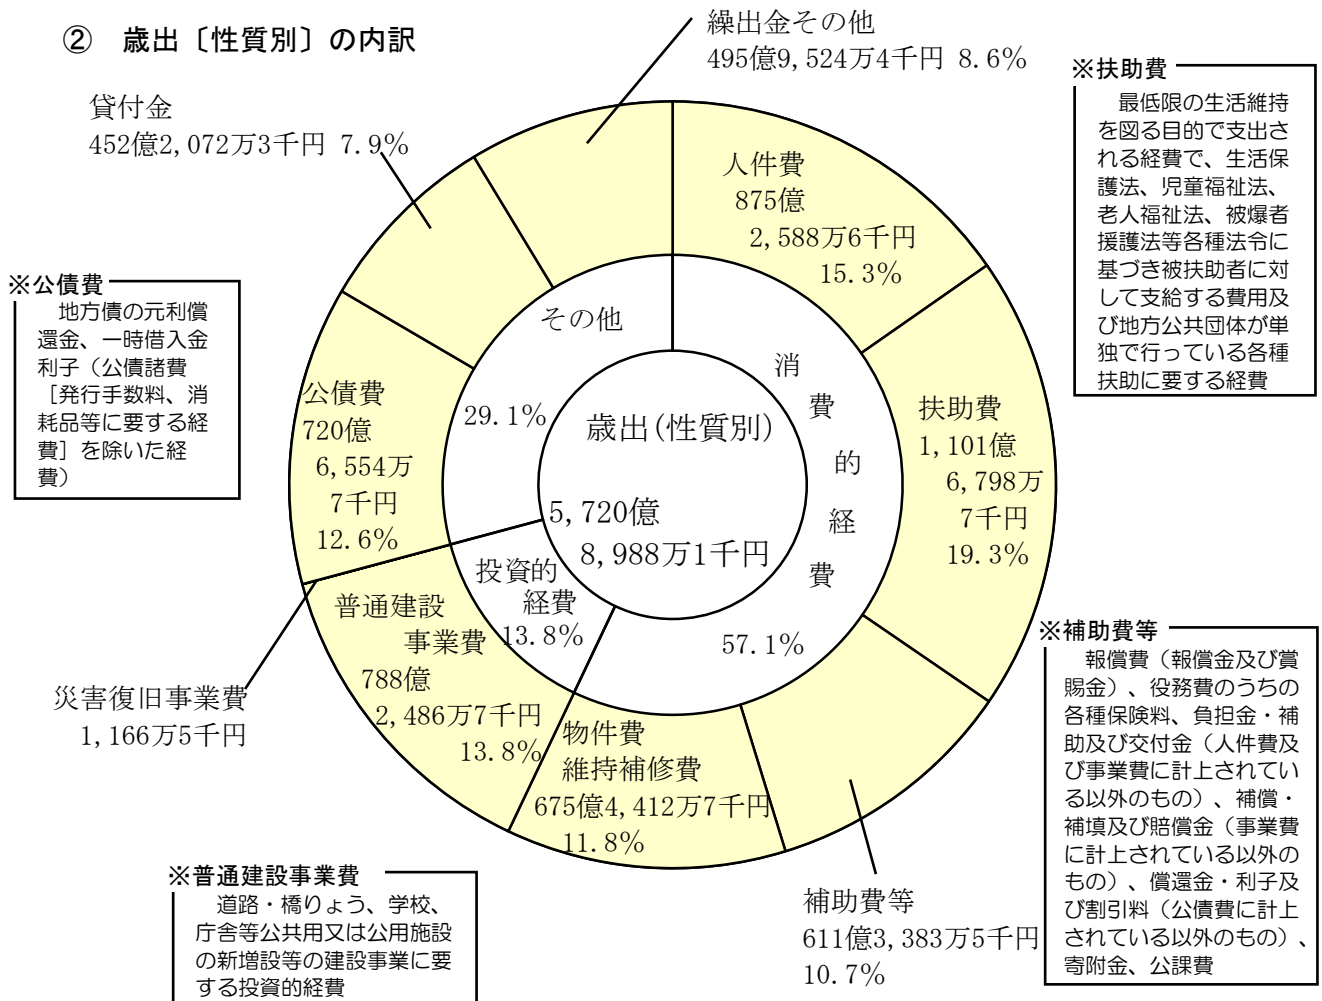 ② 歳出〔性質別〕の内訳
繰出金その他
495億9,524万4千円 8.6%
貸付金
452億2,072万3千円 7.9%
※扶助費
最低限の生活維持
を図る目的で支出さ
れる経費で、生活保
護法、児童福祉法、
老人福祉法、被爆者
援護法等各種法令に
基づき被扶助者に対
して支給する費用及
び地方公共団体が単
独で行っている各種
扶助に要する経費
人件費
875億
2,588万6千円
15.3%
※公債費
地方債の元利償
還金、一時借入金
利子（公債諸費
［発行手数料、消
耗品等に要する経
費］を除いた経
費）
その他
29.1%
消費的経費
57.1%
公債費
720億
6,554万
7千円
12.6%
歳出(性質別)
5,720億
8,988万1千円
扶助費
1,101億
6,798万
7千円
19.3%
投資的
経費
13.8%
普通建設
事業費
788億
2,486万7千円
13.8%
災害復旧事業費
1,166万5千円
物件費
維持補修費
675億4,412万7千円
11.8%
※補助費等
報償費（報償金及び賞
賜金）、役務費のうちの
各種保険料、負担金・補
助及び交付金（人件費及
び事業費に計上されてい
る以外のもの）、補償・
補填及び賠償金（事業費
に計上されている以外の
もの）、償還金・利子及
び割引料（公債費に計上
されている以外のもの）、
寄附金、公課費
※普通建設事業費
道路・橋りょう、学校、
庁舎等公共用又は公用施設
の新増設等の建設事業に要
する投資的経費
補助費等
611億3,383万5千円
10.7%